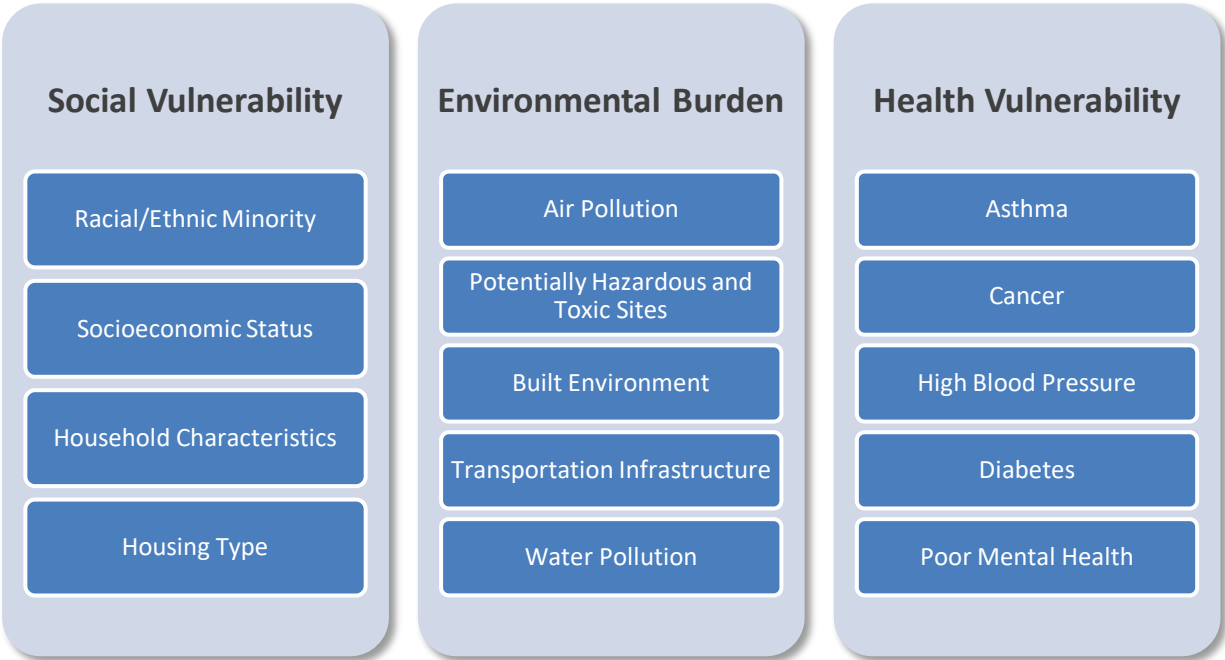 Social Vulnerability
Racial/Ethnic Minority
Socioeconomic Status
Household Characteristics
Housing Type
Environmental Burden
Air Pollution
Potentially Hazardous and
Toxic Sites
Built Environment
Transportation Infrastructure
Water Pollution
Health Vulnerability
Asthma
Cancer
High Blood Pressure
Diabetes
Poor Mental Health